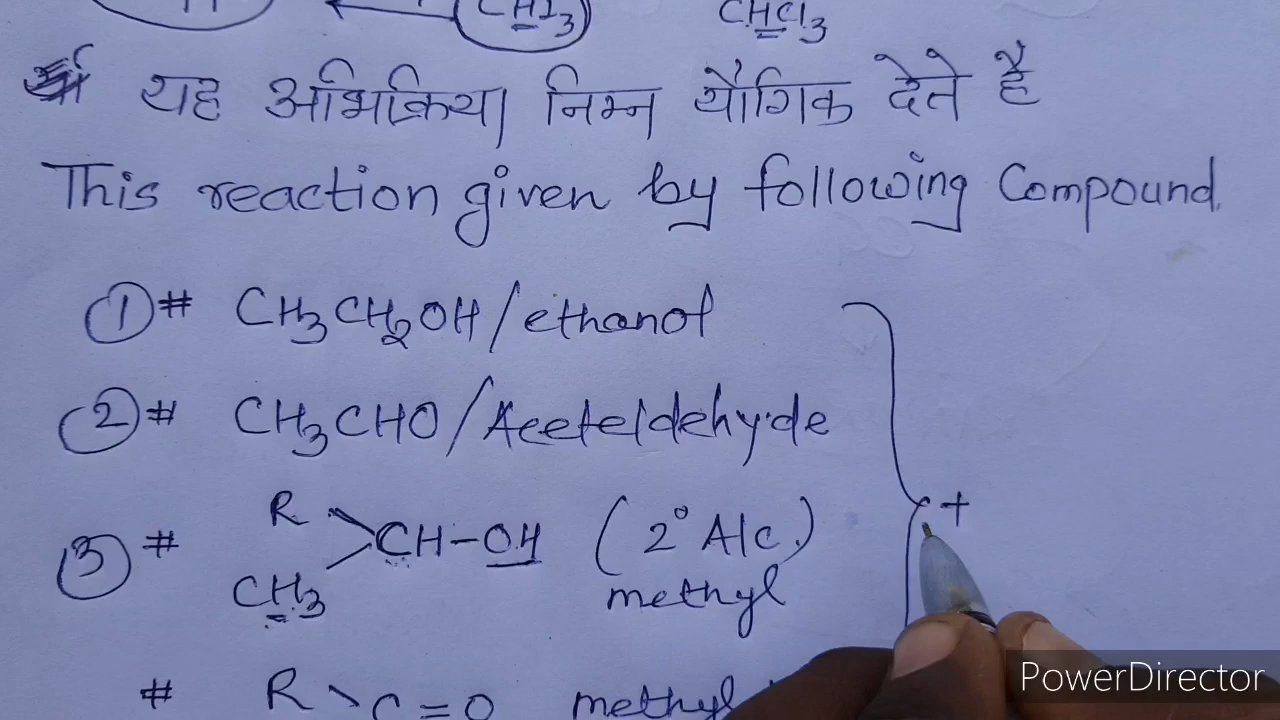 CHI₃ CHCl₃
यह अभिक्रिया निम्न यौगिक देते है
This reaction given by following Compound.
① # CH₃CH₂OH/ethanol
② # CH₃CHO/Aceteldehyde
R
③ # CH-OH (2° Alc.)
CH₃ methyl
+
# R C=O methyl
PowerDirector